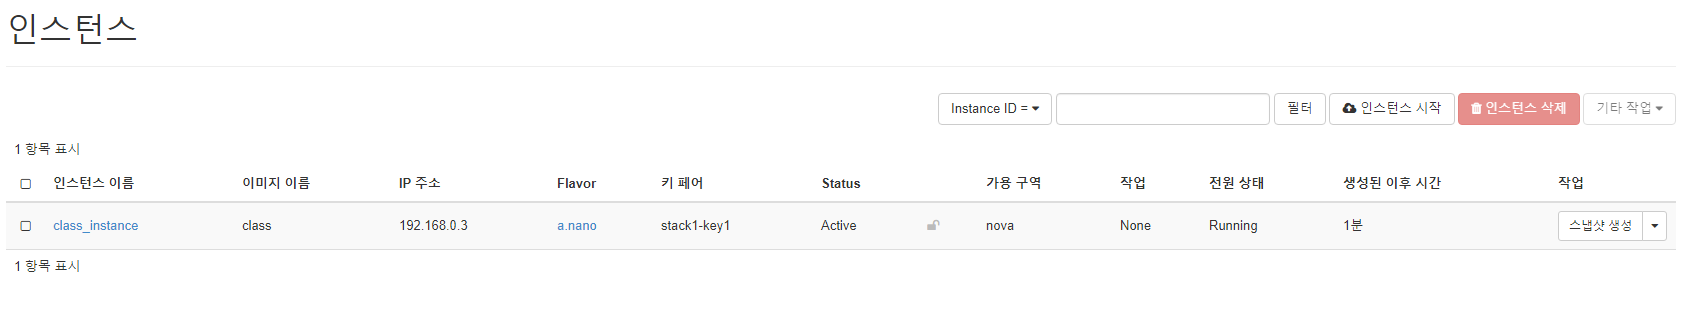 인스턴스
Instance ID = 필터 인스턴스 시작 인스턴스 삭제 기타 작업
1 항목 표시
인스턴스 이름 이미지 이름 IP 주소 Flavor 키 페어 Status 가용 구역 작업 전원 상태 생성된 이후 시간 작업
class_instance class 192.168.0.3 a.nano stack1-key1 Active nova None Running 1분 스냅샷 생성
1 항목 표시